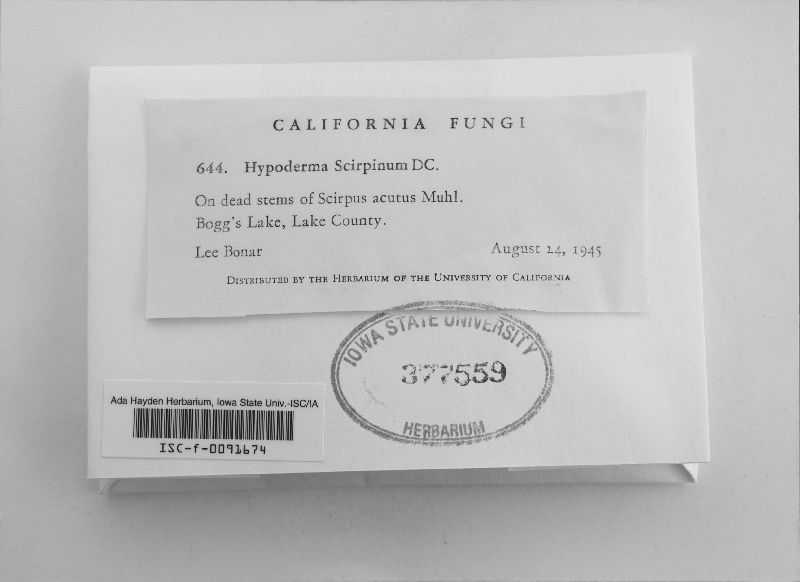 CALIFORNIA FUNGI
644. Hypoderma Scirpinum DC.
On dead stems of Scirpus acutus Muhl.
Bogg's Lake, Lake County.
Lee Bonar August 24, 1945
Distributed by the Herbarium of the University of California
IOWA STATE UNIVERSITY
377559
HERBARIUM
Ada Hayden Herbarium, Iowa State Univ.-ISC/IA
ISC-f-0091674